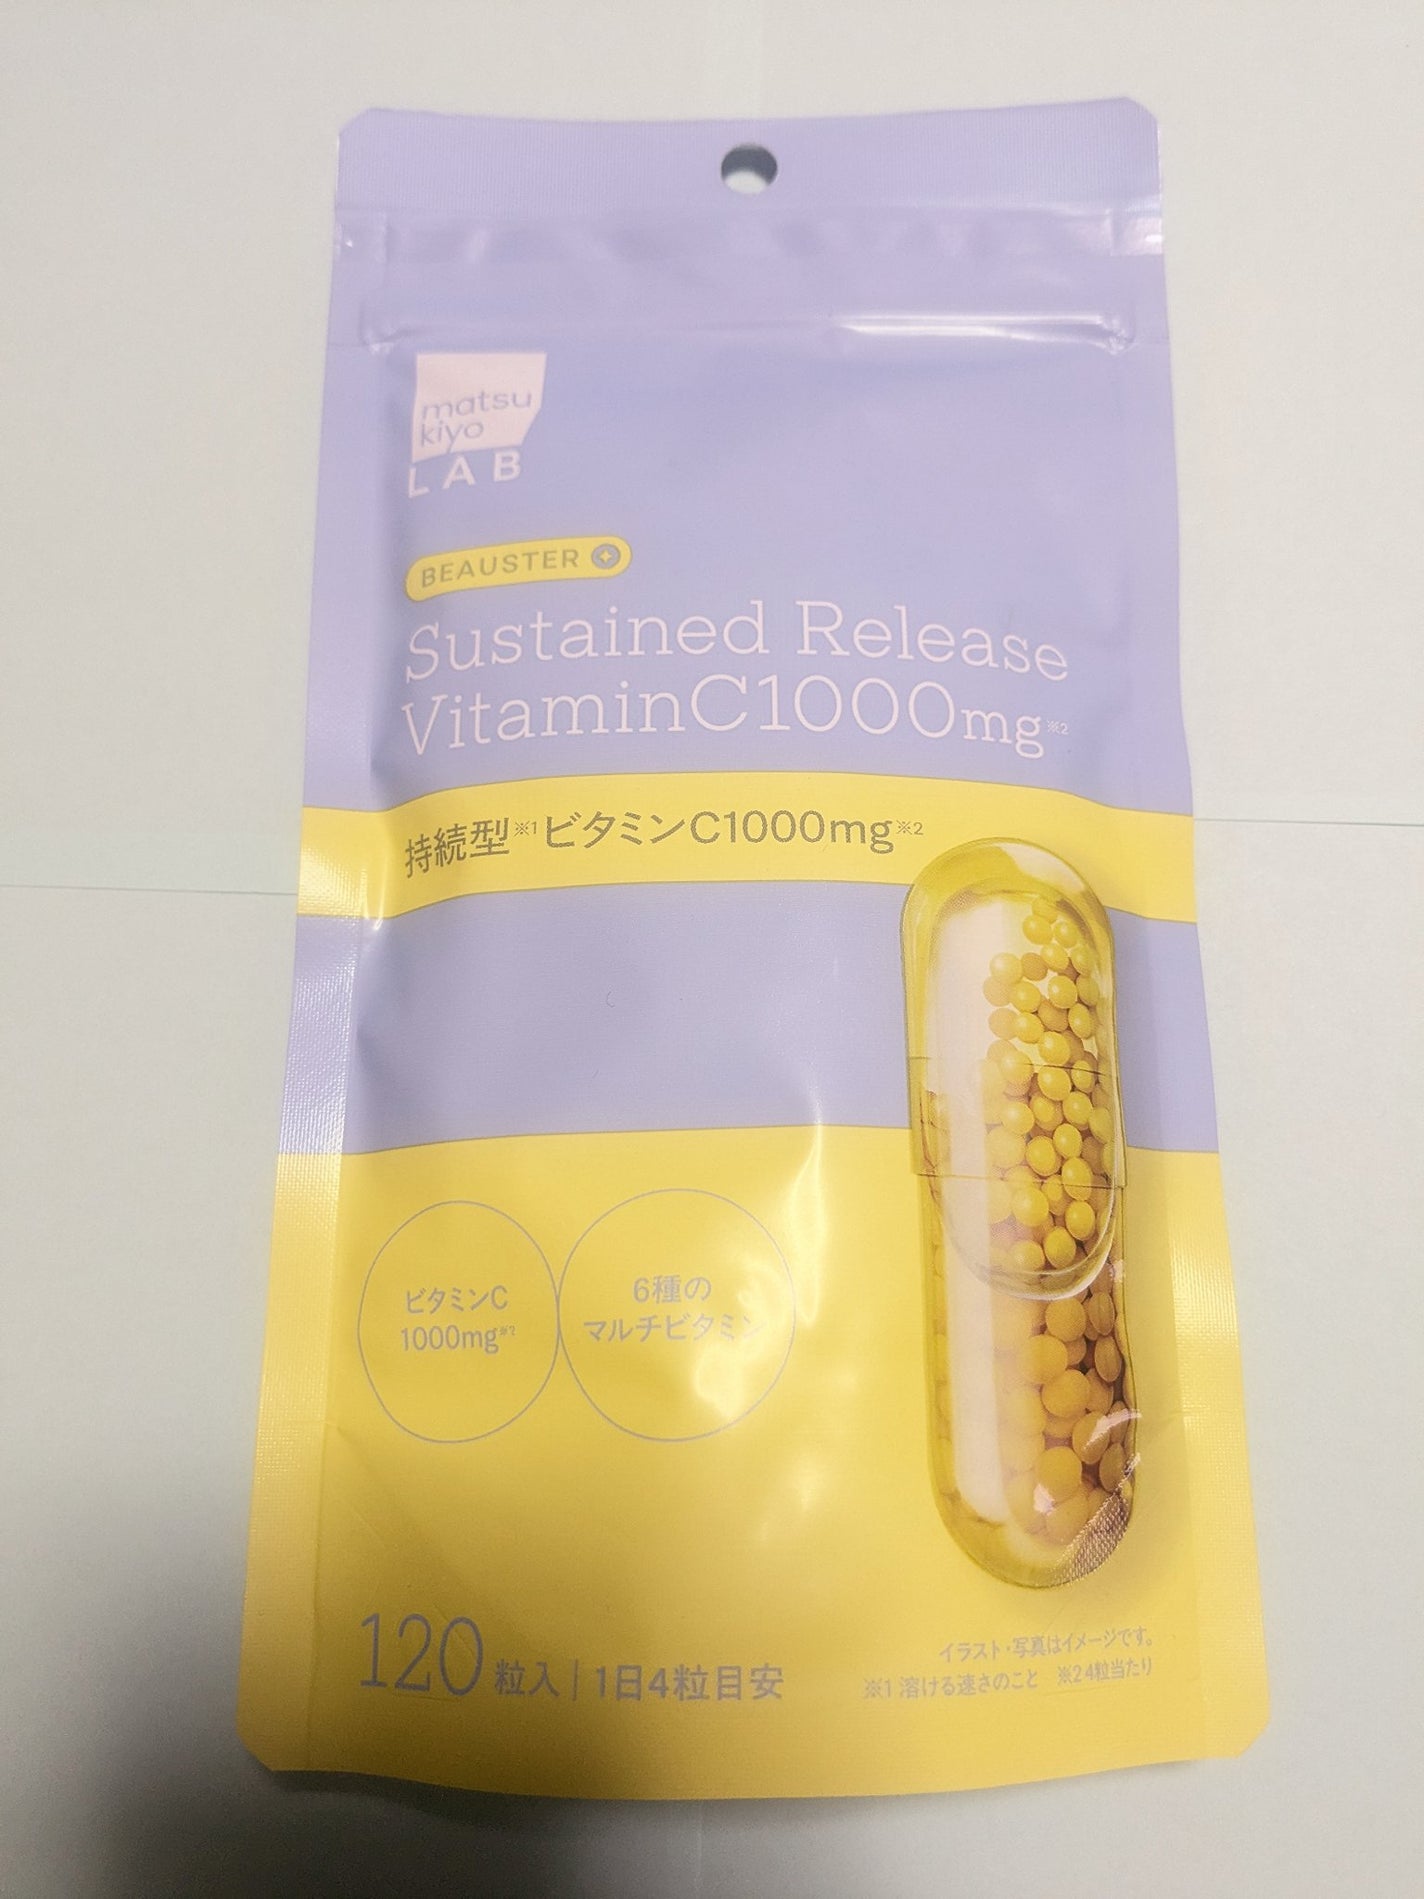 matsu
kiyo
LAB
BEAUSTER
Sustained Release
VitaminC1000mg※2
持続型※1ビタミンC1000mg※2
ビタミンC
1000mg※2
6種の
マルチビタミン
120粒入|1日4粒目安
イラスト・写真はイメージです。
※1 溶ける速さのこと ※2 4粒当たり